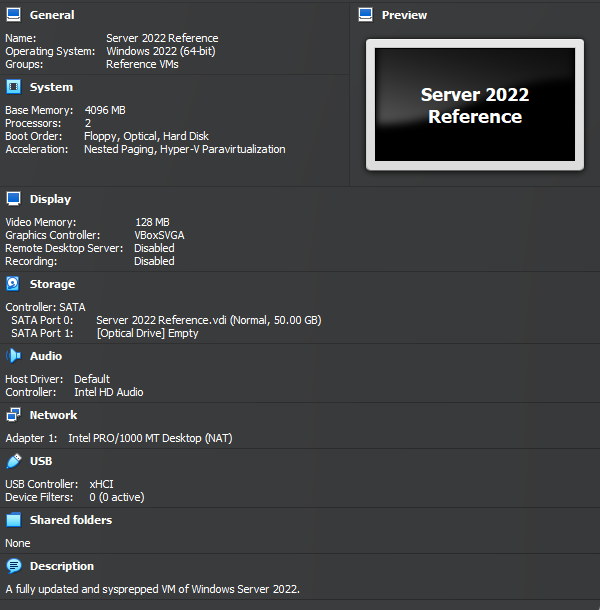 General
Name: Server 2022 Reference
Operating System: Windows 2022 (64-bit)
Groups: Reference VMs
Preview
Server 2022
Reference
System
Base Memory: 4096 MB
Processors: 2
Boot Order: Floppy, Optical, Hard Disk
Acceleration: Nested Paging, Hyper-V Paravirtualization
Display
Video Memory: 128 MB
Graphics Controller: VBoxSVGA
Remote Desktop Server: Disabled
Recording: Disabled
Storage
Controller: SATA
SATA Port 0: Server 2022 Reference.vdi (Normal, 50.00 GB)
SATA Port 1: [Optical Drive] Empty
Audio
Host Driver: Default
Controller: Intel HD Audio
Network
Adapter 1: Intel PRO/1000 MT Desktop (NAT)
USB
USB Controller: xHCI
Device Filters: 0 (0 active)
Shared folders
None
Description
A fully updated and sysprepped VM of Windows Server 2022.